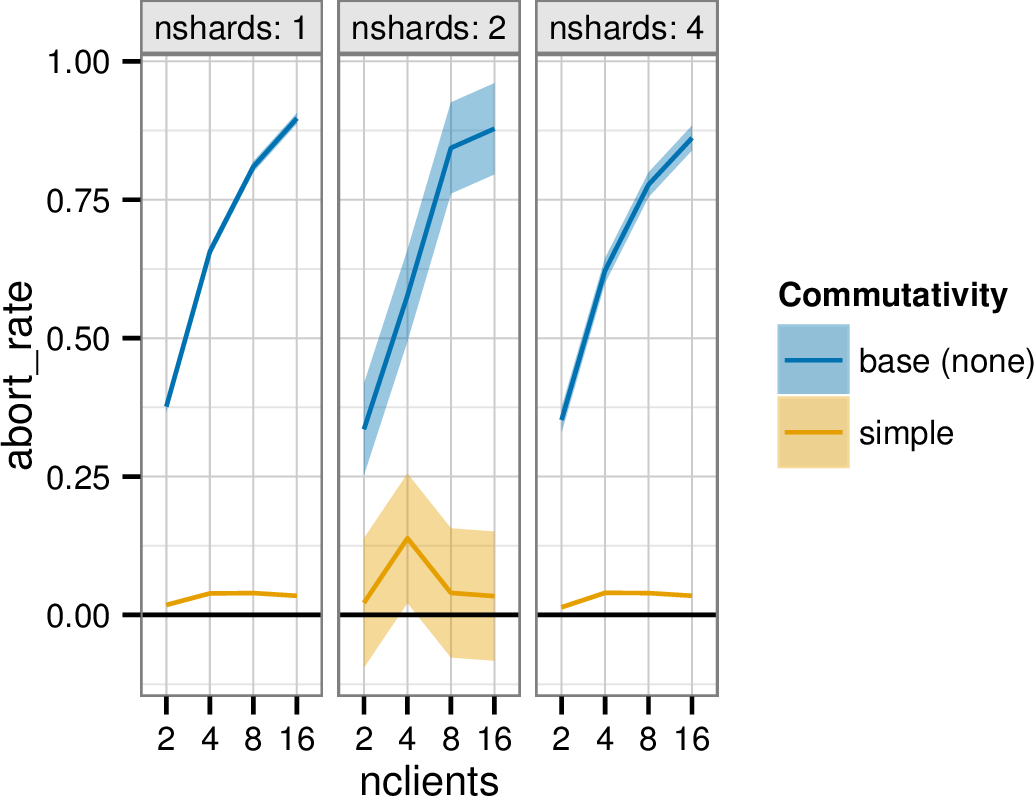 nshards: 1 nshards: 2 nshards: 4
1.00
0.75
0.50
0.25
0.00
abort_rate
2 4 8 16 2 4 8 16 2 4 8 16
nclients
Commutativity
base (none)
simple